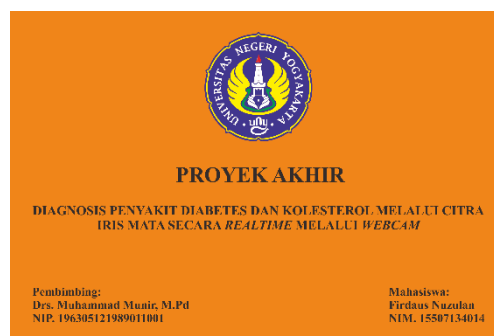 UNIVERSITAS NEGERI YOGYAKARTA
uny
PROYEK AKHIR
DIAGNOSIS PENYAKIT DIABETES DAN KOLESTEROL MELALUI CITRA
IRIS MATA SECARA REALTIME MELALUI WEBCAM
Pembimbing:
Drs. Muhammad Munir, M.Pd
NIP. 196305121989011001
Mahasiswa:
Firdaus Nuzulan
NIM. 15507134014